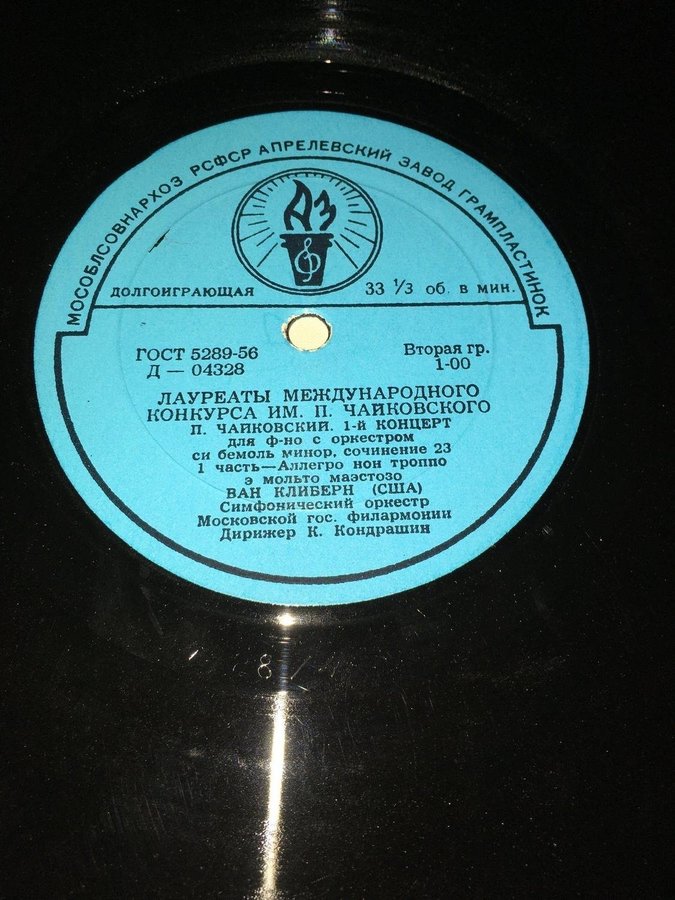 МОСОБЛСОВНАРХОЗ РСФСР АПРЕЛЕВСКИЙ ЗАВОД ГРАМПЛАСТИНОК
АЗ
ДОЛГОИГРАЮЩАЯ 33 1/3 об. в мин.
ГОСТ 5289-56 Вторая гр.
Д — 04328 1-00
ЛАУРЕАТЫ МЕЖДУНАРОДНОГО
КОНКУРСА ИМ. П. ЧАЙКОВСКОГО
П. ЧАЙКОВСКИЙ. 1-й КОНЦЕРТ
для ф-но с оркестром
си бемоль минор, сочинение 23
1 часть—Аллегро нон троппо
э мольто маэстозо
ВАН КЛИБЕРН (США)
Симфонический оркестр
Московской гос. филармонии
Дирижер К. Кондрашин
8